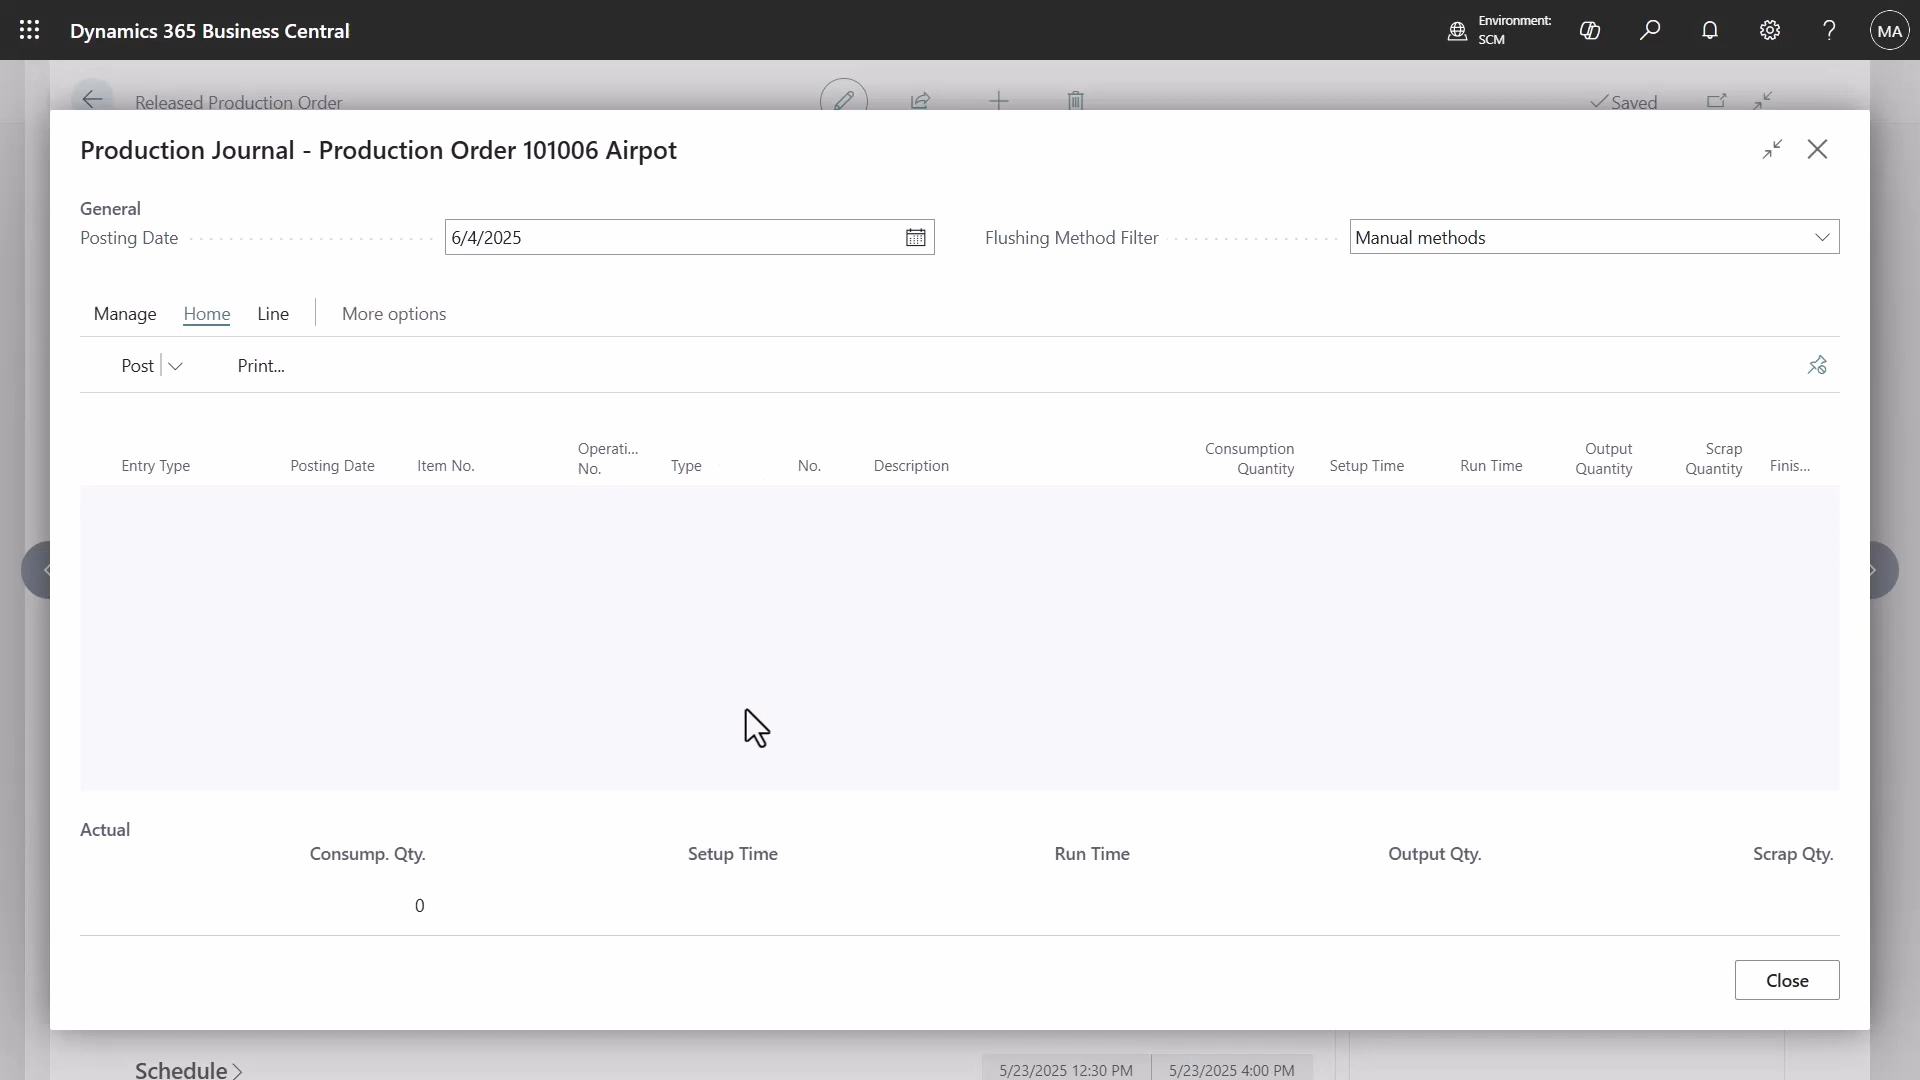 Dynamics 365 Business Central
Environment:
SCM
MA
Released Production Order
Saved
Production Journal - Production Order 101006 Airpot
General
Posting Date
6/4/2025
Flushing Method Filter
Manual methods
Manage
Home
Line
More options
Post
Print...
Entry Type
Posting Date
Item No.
Operati...
No.
Type
No.
Description
Consumption
Quantity
Setup Time
Run Time
Output
Quantity
Scrap
Quantity
Finis...
Actual
Consump. Qty.
Setup Time
Run Time
Output Qty.
Scrap Qty.
0
Close
Schedule
5/23/2025 12:30 PM
5/23/2025 4:00 PM